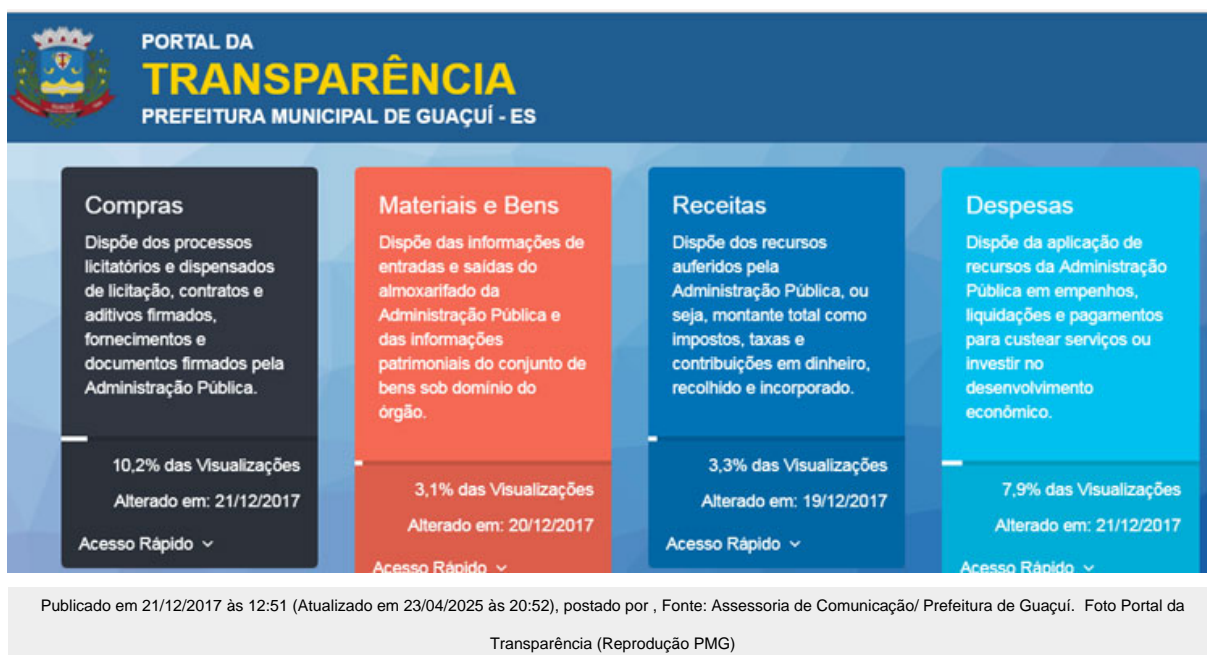 PORTAL DA
TRANSPARÊNCIA
PREFEITURA MUNICIPAL DE GUAÇUÍ - ES
Compras
Dispõe dos processos
licitatórios e dispensados
de licitação, contratos e
aditivos firmados,
fornecimentos e
documentos firmados pela
Administração Pública.
10,2% das Visualizações
Alterado em: 21/12/2017
Acesso Rápido
Materiais e Bens
Dispõe das informações de
entradas e saídas do
almoxarifado da
Administração Pública e
das informações
patrimoniais do conjunto de
bens sob domínio do
órgão.
3,1% das Visualizações
Alterado em: 20/12/2017
Acesso Rápido
Receitas
Dispõe dos recursos
auferidos pela
Administração Pública, ou
seja, montante total como
impostos, taxas e
contribuições em dinheiro,
recolhido e incorporado.
3,3% das Visualizações
Alterado em: 19/12/2017
Acesso Rápido
Despesas
Dispõe da aplicação de
recursos da Administração
Pública em empenhos,
liquidações e pagamentos
para custear serviços ou
investir no
desenvolvimento
econômico.
7,9% das Visualizações
Alterado em: 21/12/2017
Acesso Rápido
Publicado em 21/12/2017 às 12:51 (Atualizado em 23/04/2025 às 20:52), postado por , Fonte: Assessoria de Comunicação/ Prefeitura de Guaçuí. Foto Portal da
Transparência (Reprodução PMG)